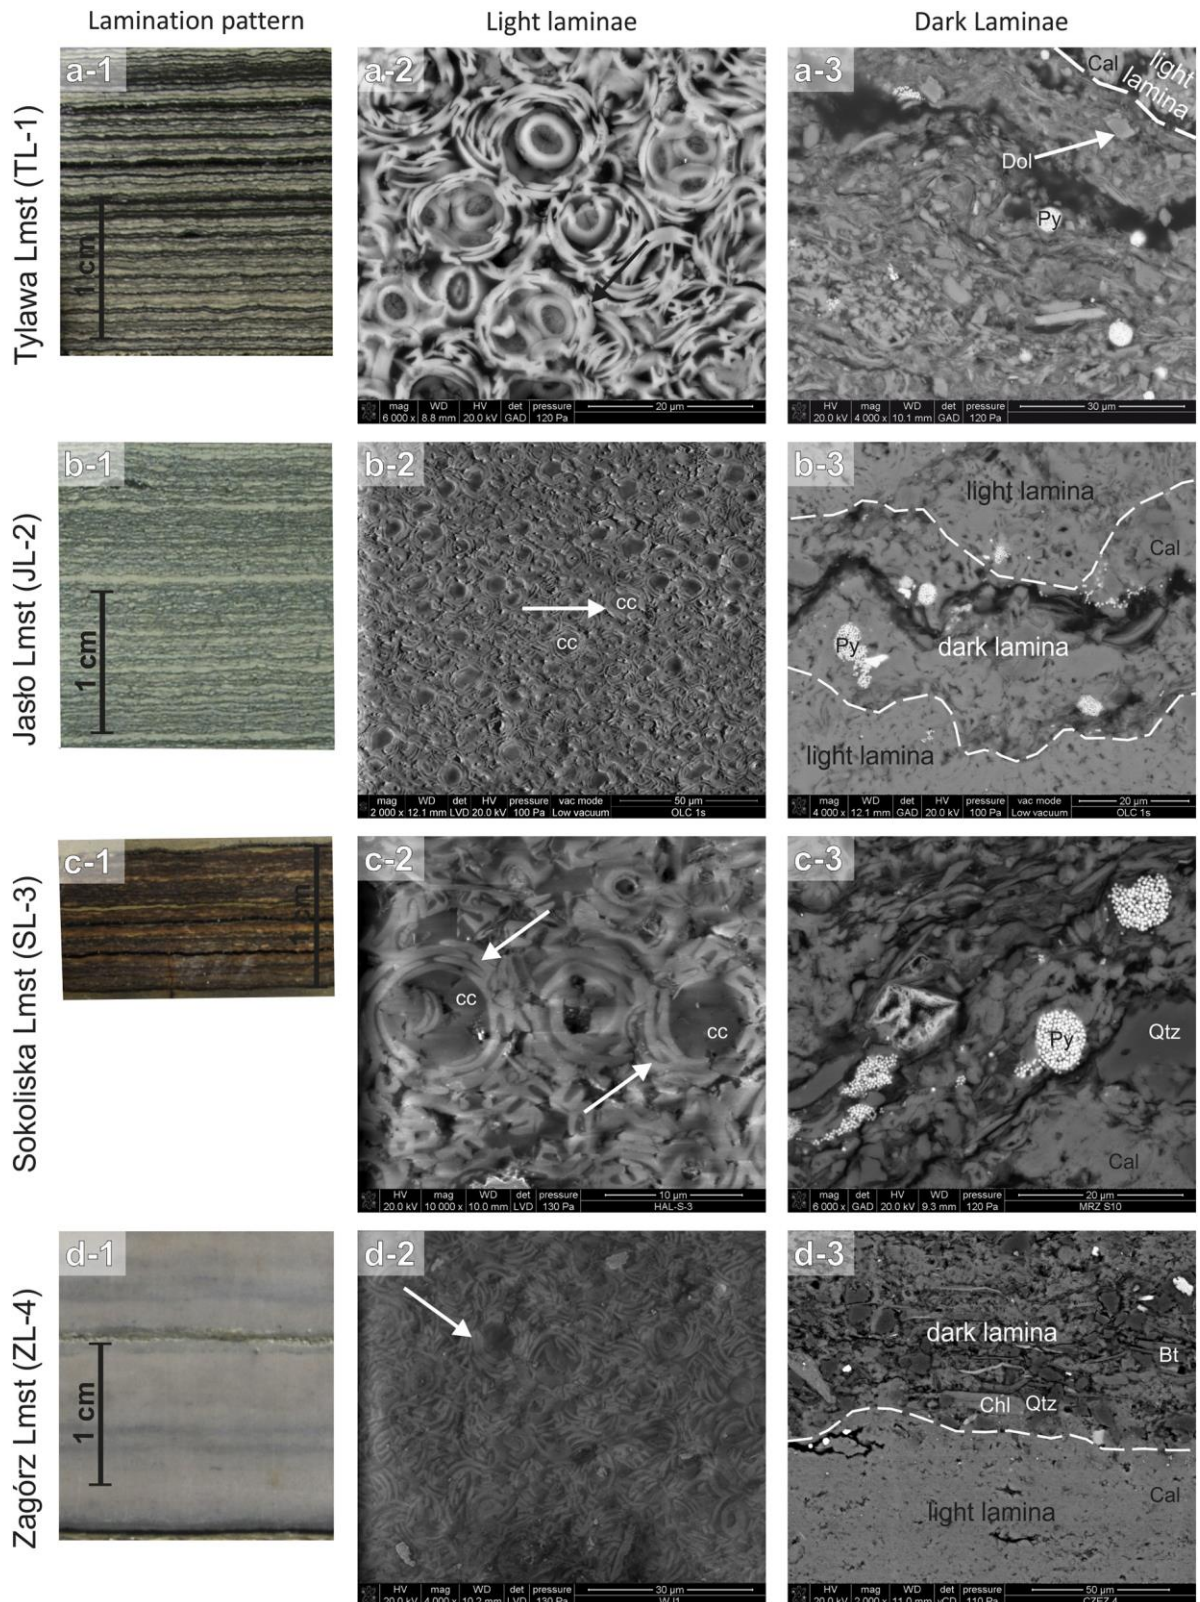 Lamination pattern
Light laminae
Dark Laminae
Tylawa Lmst (TL-1)
a-1
1 cm
a-2
mag WD HV det pressure 20 µm
6 000 x 8.8 mm 20.0 kV GAD 120 Pa
a-3
Cal
light
lamina
Dol
Py
HV mag WD det pressure 30 µm
20.0 kV 4 000 x 10.1 mm GAD 120 Pa
Jasło Lmst (JL-2)
b-1
1 cm
b-2
cc
cc
mag WD det HV pressure vac mode 50 µm
2 000 x 12.1 mm LVD 20.0 kV 100 Pa Low vacuum OLC 1s
b-3
light lamina
Cal
Py
dark lamina
light lamina
mag WD det HV pressure vac mode 20 µm
4 000 x 12.1 mm GAD 20.0 kV 100 Pa Low vacuum OLC 1s
Sokoliska Lmst (SL-3)
c-1
c-2
cc
cc
HV mag WD det pressure 10 µm
20.0 kV 10 000 x 10.0 mm LVD 130 Pa HAL-S-3
c-3
Qtz
Py
Cal
mag det HV WD pressure 20 µm
6 000 x GAD 20.0 kV 9.3 mm 120 Pa MRZ S10
Zagórz Lmst (ZL-4)
d-1
1 cm
d-2
HV mag WD det pressure 30 µm
20.0 kV 4 000 x 10.2 mm LVD 130 Pa
d-3
dark lamina
Bt
Chl Qtz
Cal
light lamina
HV mag WD det pressure 50 µm
20.0 kV 2 000 x 11.0 mm 110 Pa